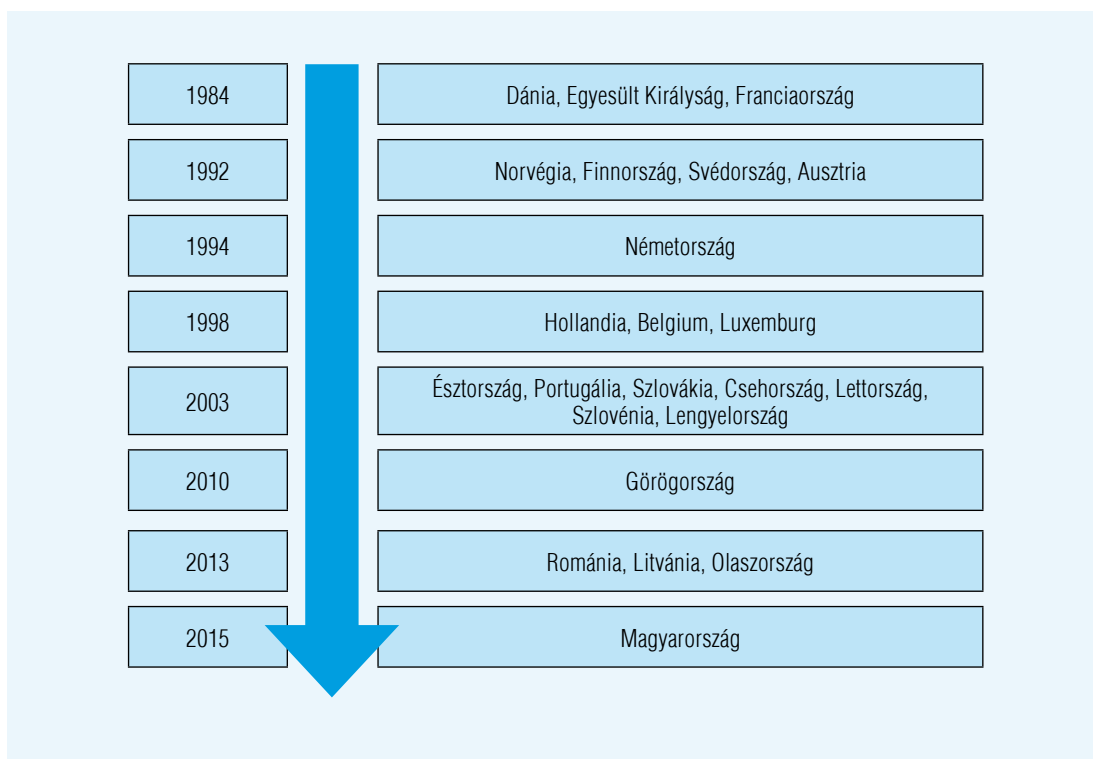 1984
Dánia, Egyesült Királyság, Franciaország
1992
Norvégia, Finnország, Svédország, Ausztria
1994
Németország
1998
Hollandia, Belgium, Luxemburg
2003
Észtország, Portugália, Szlovákia, Csehország, Lettország,
Szlovénia, Lengyelország
2010
Görögország
2013
Románia, Litvánia, Olaszország
2015
Magyarország